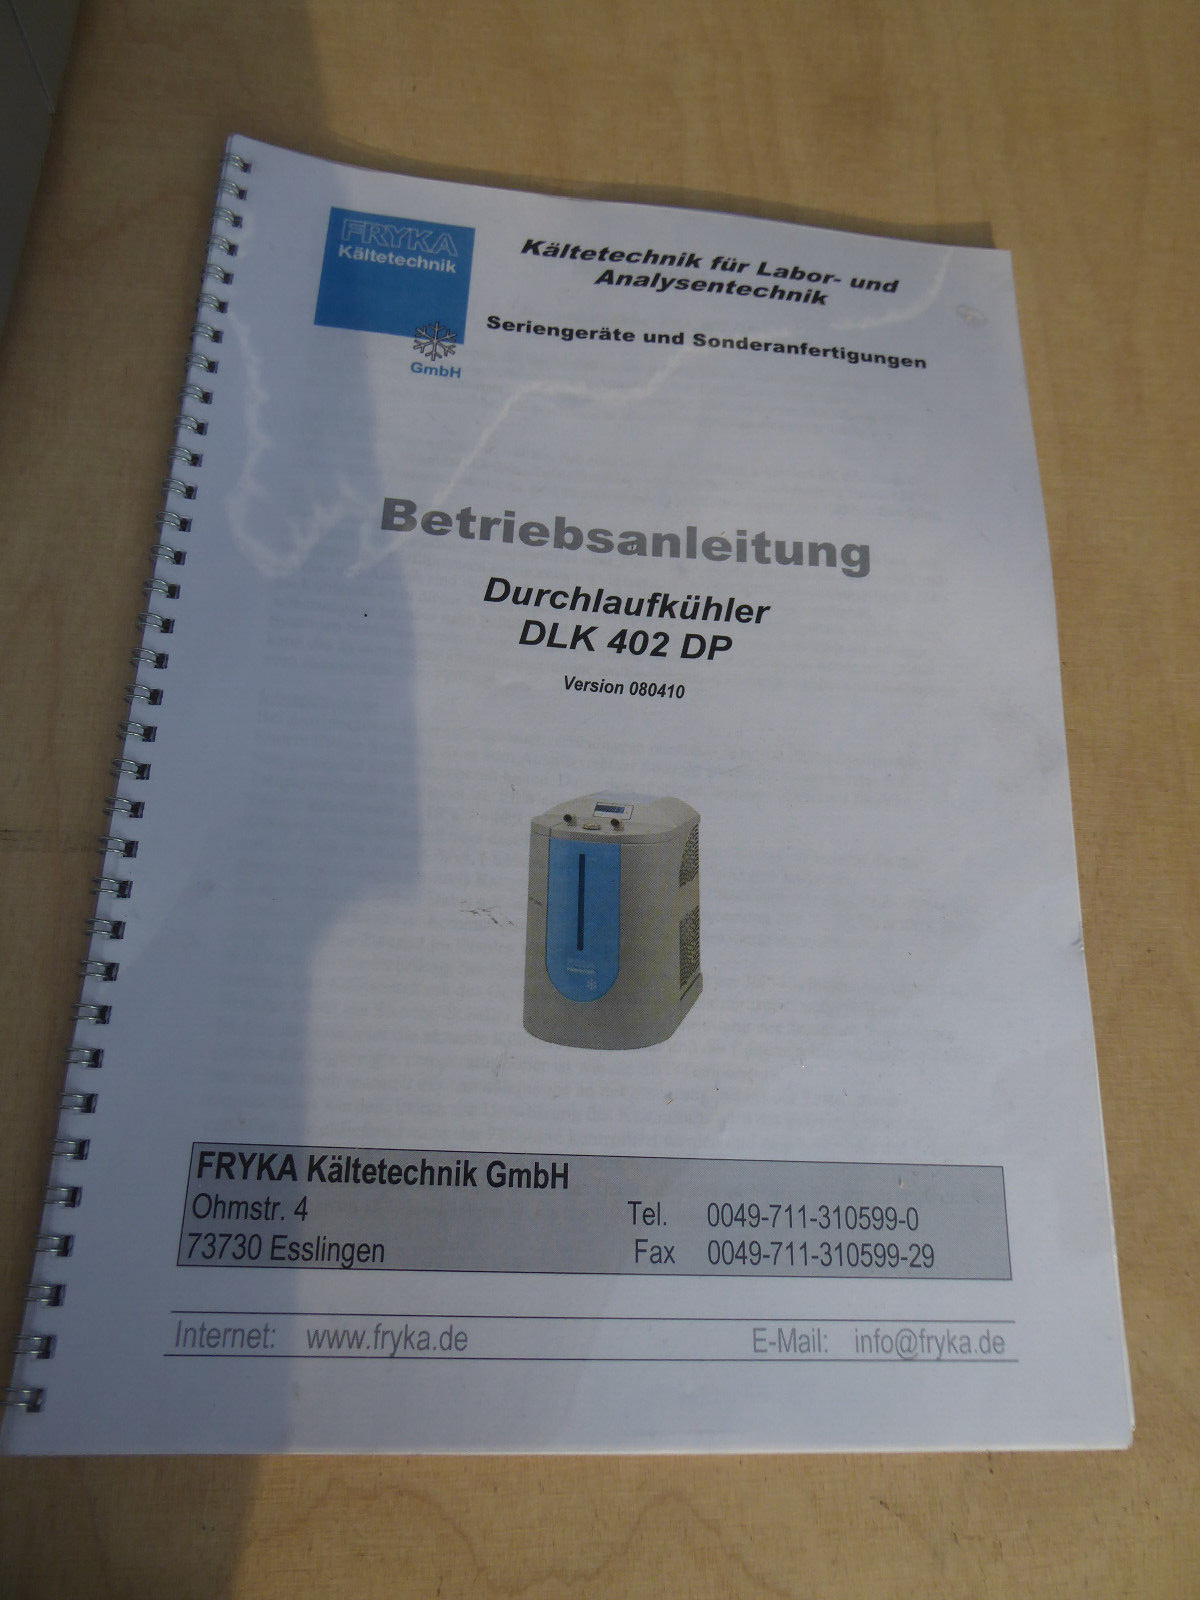 FRYKA
Kältetechnik
GmbH
Kältetechnik für Labor- und
Analysentechnik
Seriengeräte und Sonderanfertigungen
Betriebsanleitung
Durchlaufkühler
DLK 402 DP
Version 080410
FRYKA Kältetechnik GmbH
Ohmstr. 4 Tel. 0049-711-310599-0
73730 Esslingen Fax 0049-711-310599-29
Internet: www.fryka.de E-Mail: info@fryka.de